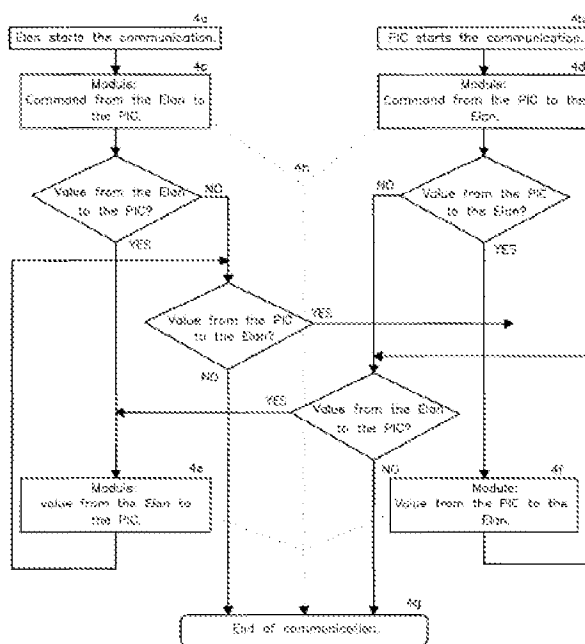 4a
Elan starts the communication.
4b
PIC starts the communication.
4c
Module:
Command from the Elan to
the PIC.
4d
Module:
Command from the PIC to the
Elan.
4h
Value from the Elan
to the PIC?
NO
YES
NO
Value from the PIC
to the Elan?
YES
Value from the PIC
to the Elan?
YES
NO
YES
Value from the Elan
to the PIC?
NO
4e
Module:
value from the Elan to
the PIC.
4f
Module:
Value from the PIC to the
Elan.
4g
End of communication.